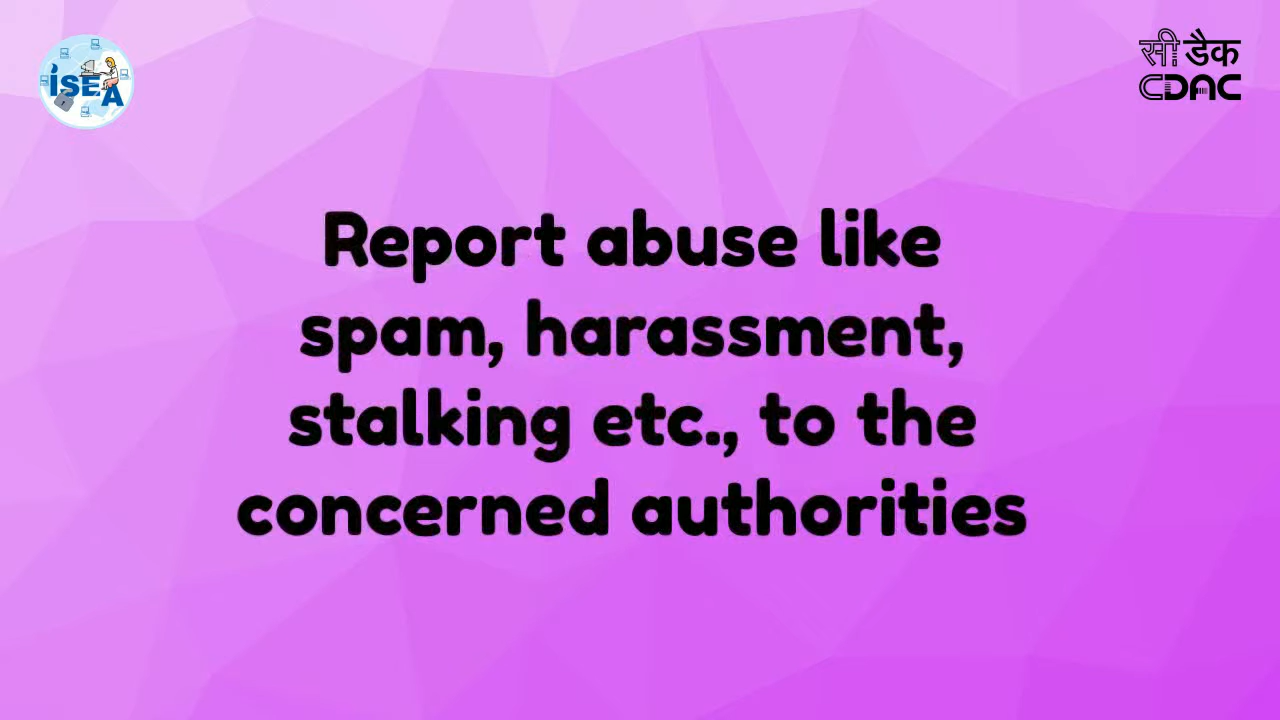 iSEA
सी डैक
CDAC
Report abuse like
spam, harassment,
stalking etc., to the
concerned authorities